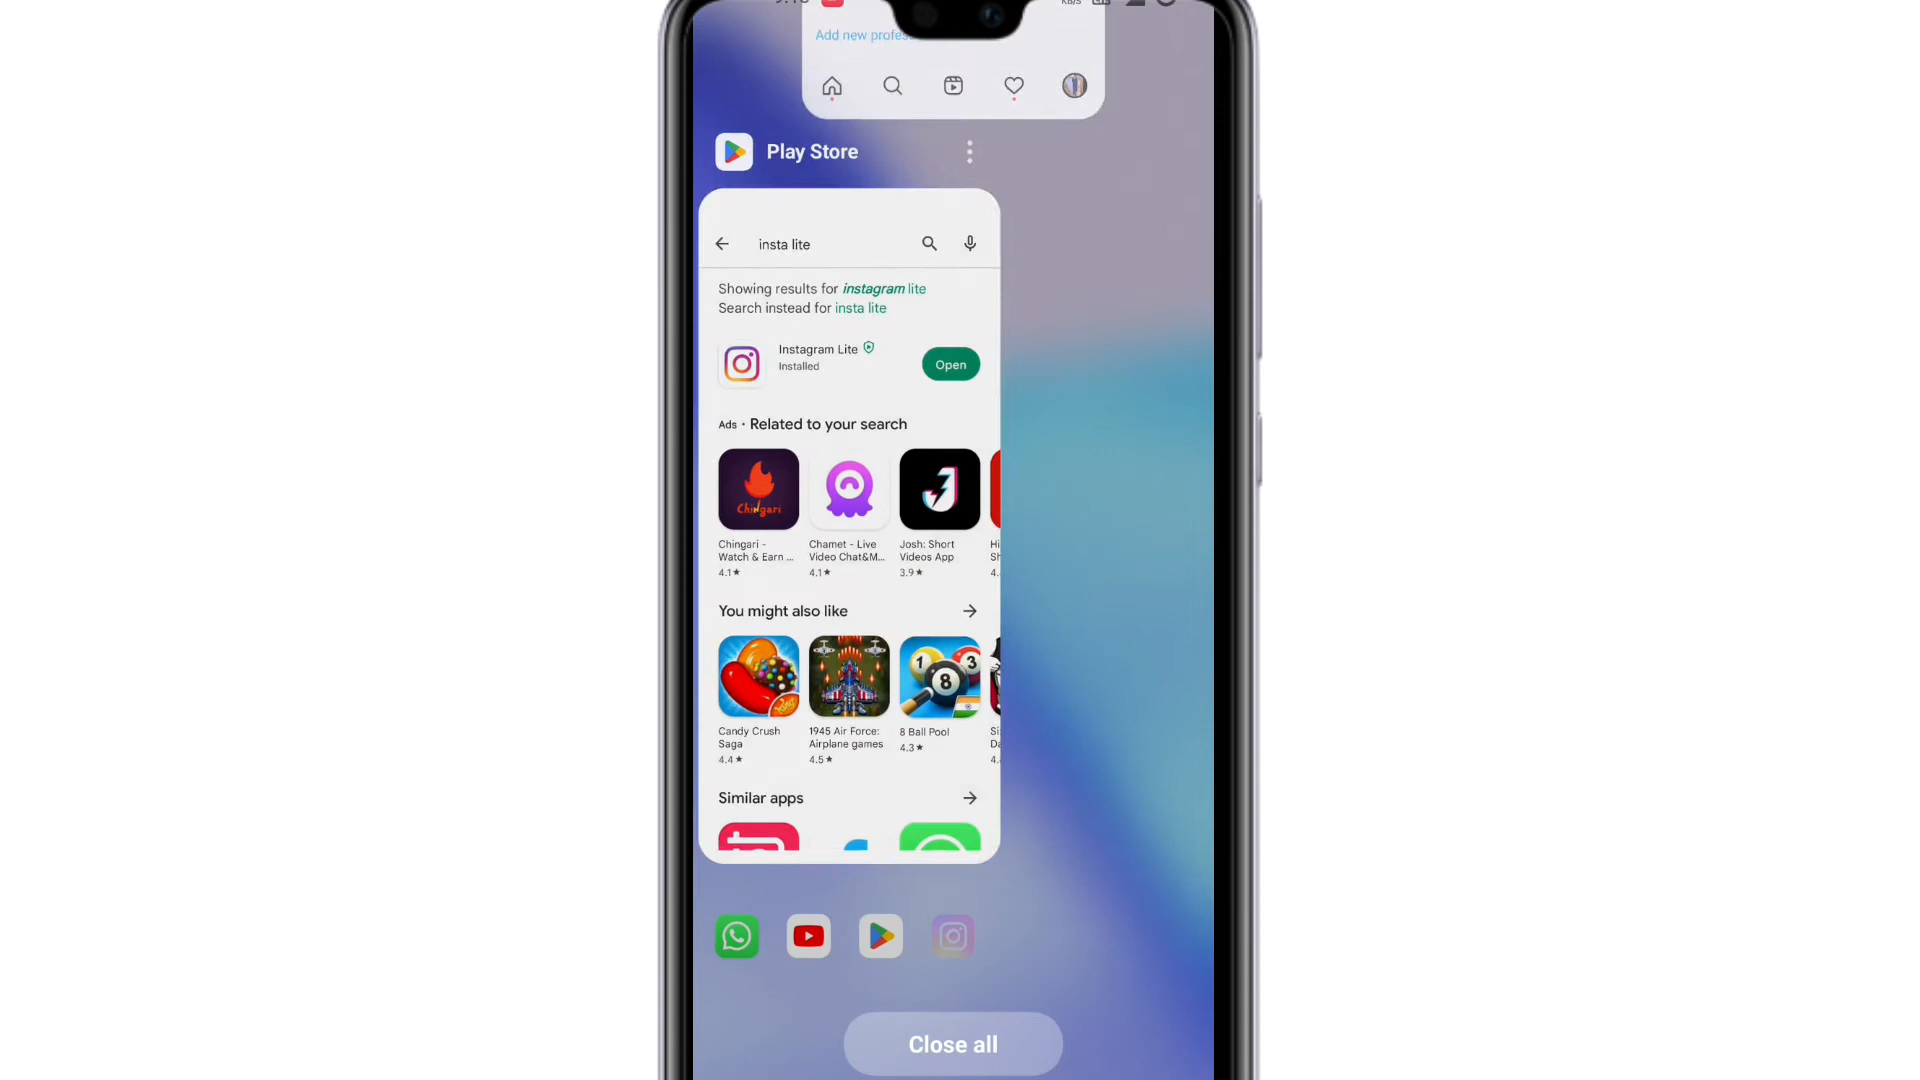 Add new profes
Play Store
insta lite
Showing results for instagram lite
Search instead for insta lite
Instagram Lite
Installed
Open
Ads • Related to your search
Chingari
Chingari - Watch & Earn ...
4.1★
Chamet - Live Video Chat&M...
4.1★
Josh: Short Videos App
3.9★
You might also like
Candy Crush Saga
4.4★
1945 Air Force: Airplane games
4.5★
8 Ball Pool
4.3★
Similar apps
Close all